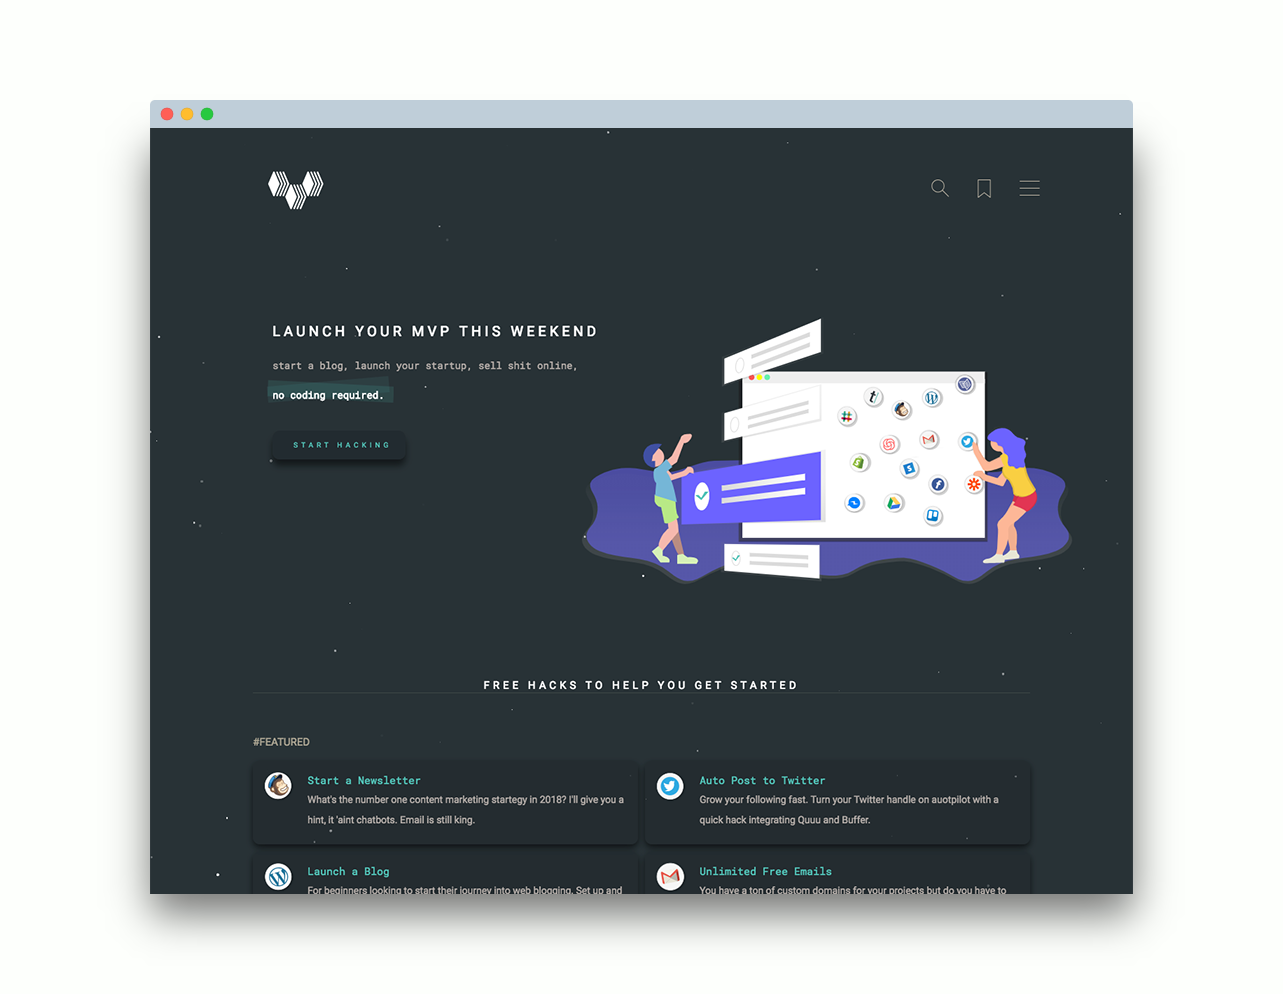 LAUNCH YOUR MVP THIS WEEKEND
start a blog, launch your startup, sell shit online,
no coding required.
START HACKING
FREE HACKS TO HELP YOU GET STARTED
#FEATURED
Start a Newsletter
What's the number one content marketing startegy in 2018? I'll give you a
hint, it 'aint chatbots. Email is still king.
Auto Post to Twitter
Grow your following fast. Turn your Twitter handle on auotpilot with a
quick hack integrating Quuu and Buffer.
Launch a Blog
For beginners looking to start their journey into web blogging. Set up and
Unlimited Free Emails
You have a ton of custom domains for your projects but do you have to